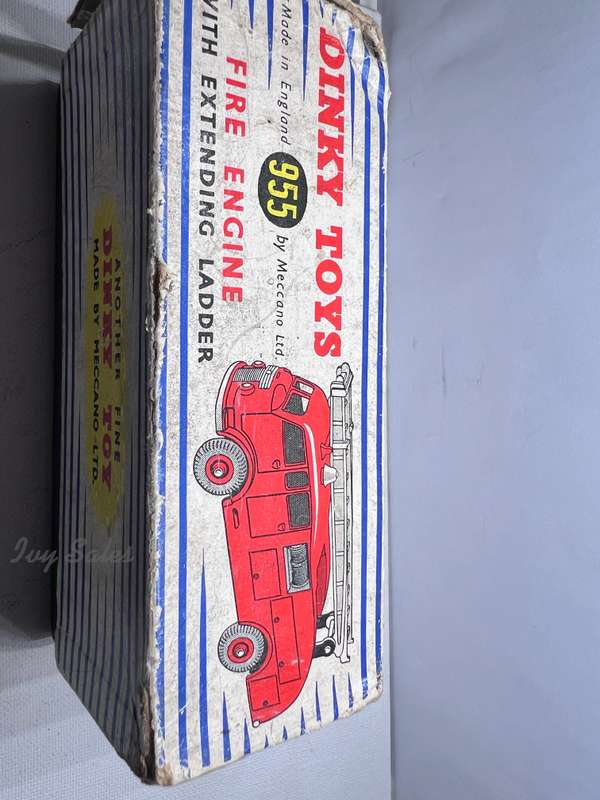 DINKY TOYS
Made in England 955 by Meccano Ltd.
FIRE ENGINE
WITH EXTENDING LADDER
ANOTHER FINE
DINKY TOY
MADE BY MECCANO LTD.
Ivy Sales